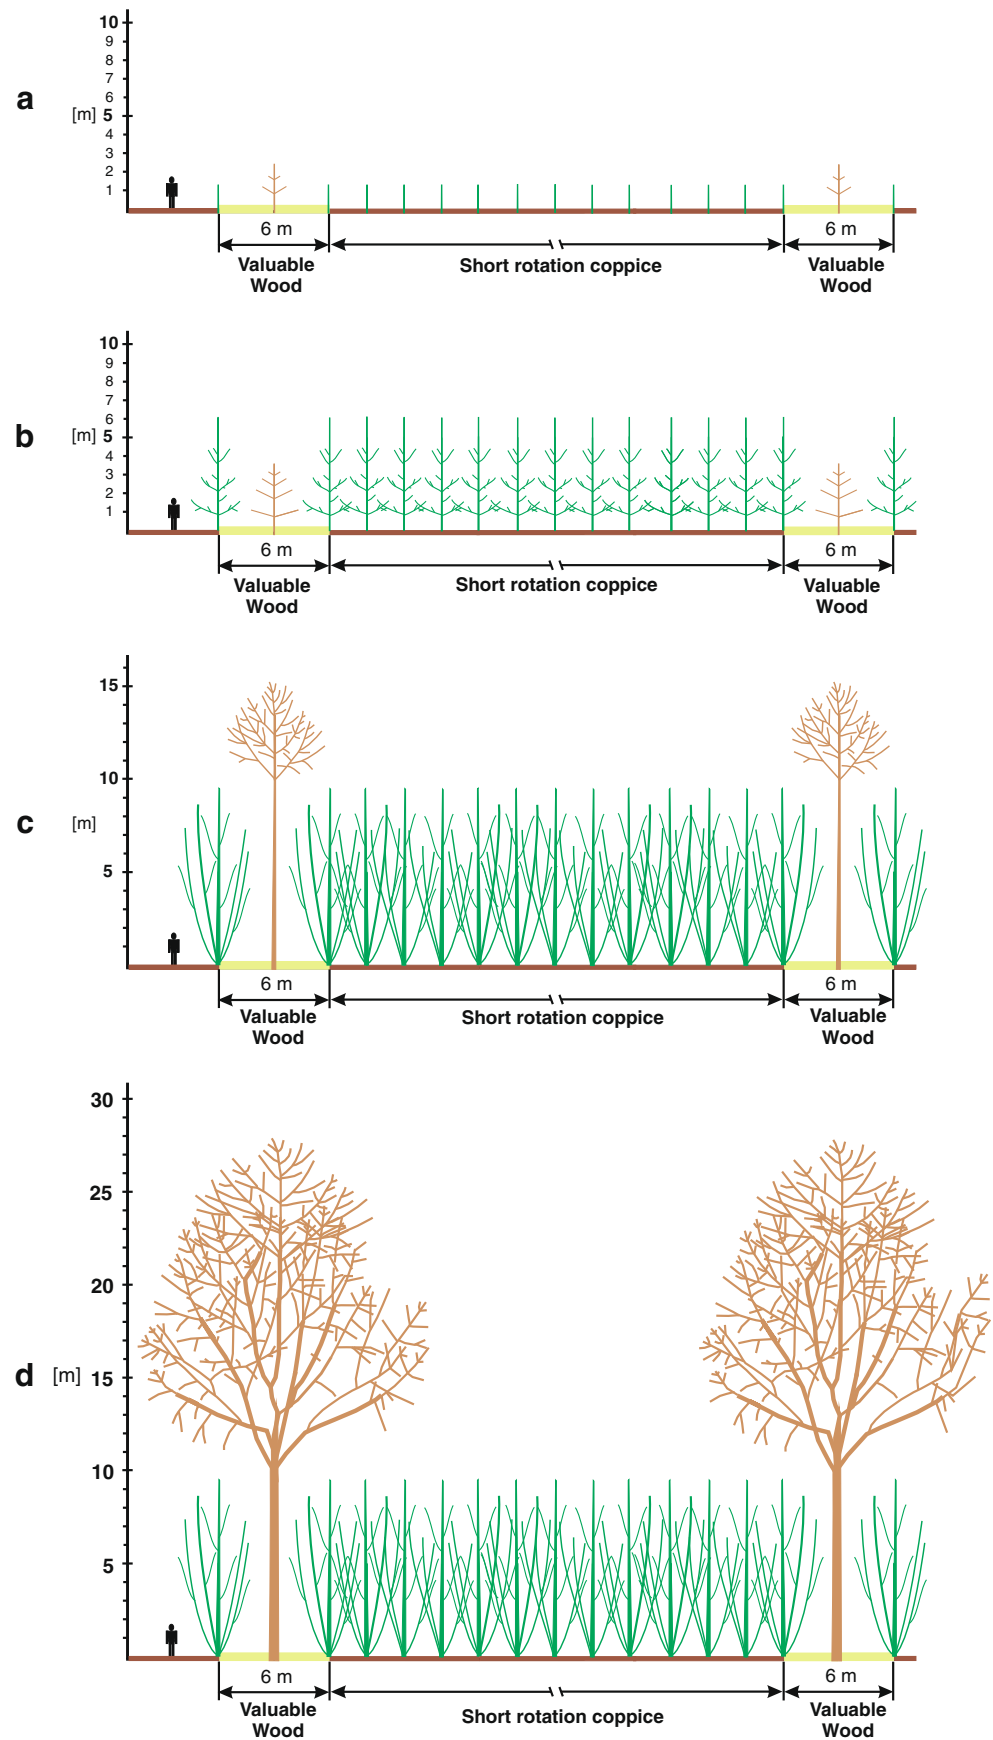 a
10
9
8
7
6
[m] 5
4
3
2
1
6 m
6 m
Valuable
Wood
Short rotation coppice
Valuable
Wood
b
10
9
8
7
6
[m] 5
4
3
2
1
6 m
6 m
Valuable
Wood
Short rotation coppice
Valuable
Wood
c
15
10
[m]
5
6 m
6 m
Valuable
Wood
Short rotation coppice
Valuable
Wood
d
30
25
20
[m] 15
10
5
6 m
6 m
Valuable
Wood
Short rotation coppice
Valuable
Wood